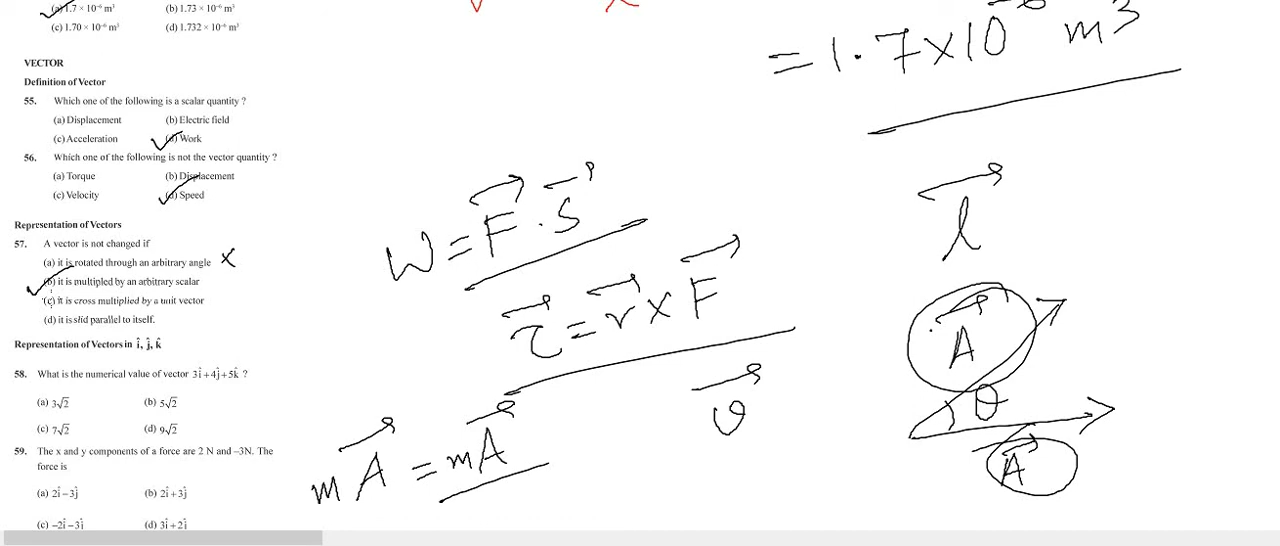 (a) 1.7 × 10⁻⁶ m³ (b) 1.73 × 10⁻⁶ m³
(c) 1.70 × 10⁻⁶ m³ (d) 1.732 × 10⁻⁶ m³
VECTOR
Definition of Vector
55. Which one of the following is a scalar quantity ?
(a) Displacement (b) Electric field
(c) Acceleration (d) Work
56. Which one of the following is not the vector quantity ?
(a) Torque (b) Displacement
(c) Velocity (d) Speed
Representation of Vectors
57. A vector is not changed if
(a) it is rotated through an arbitrary angle
(b) it is multipled by an arbitrary scalar
(c) it is cross multiplied by a unit vector
(d) it is slid parallel to itself.
Representation of Vectors in î, ĵ, k̂
58. What is the numerical value of vector 3î + 4ĵ + 5k̂ ?
(a) 3√2 (b) 5√2
(c) 7√2 (d) 9√2
59. The x and y components of a force are 2 N and –3N. The
force is
(a) 2î – 3ĵ (b) 2î + 3ĵ
(c) –2î – 3ĵ (d) 3î + 2ĵ
= 1.7 × 10⁻⁶ m³
W = F⃗ . S⃗
τ⃗ = r⃗ × F⃗
v⃗
mA⃗ = mA⃗
l⃗
A⃗
θ
A⃗